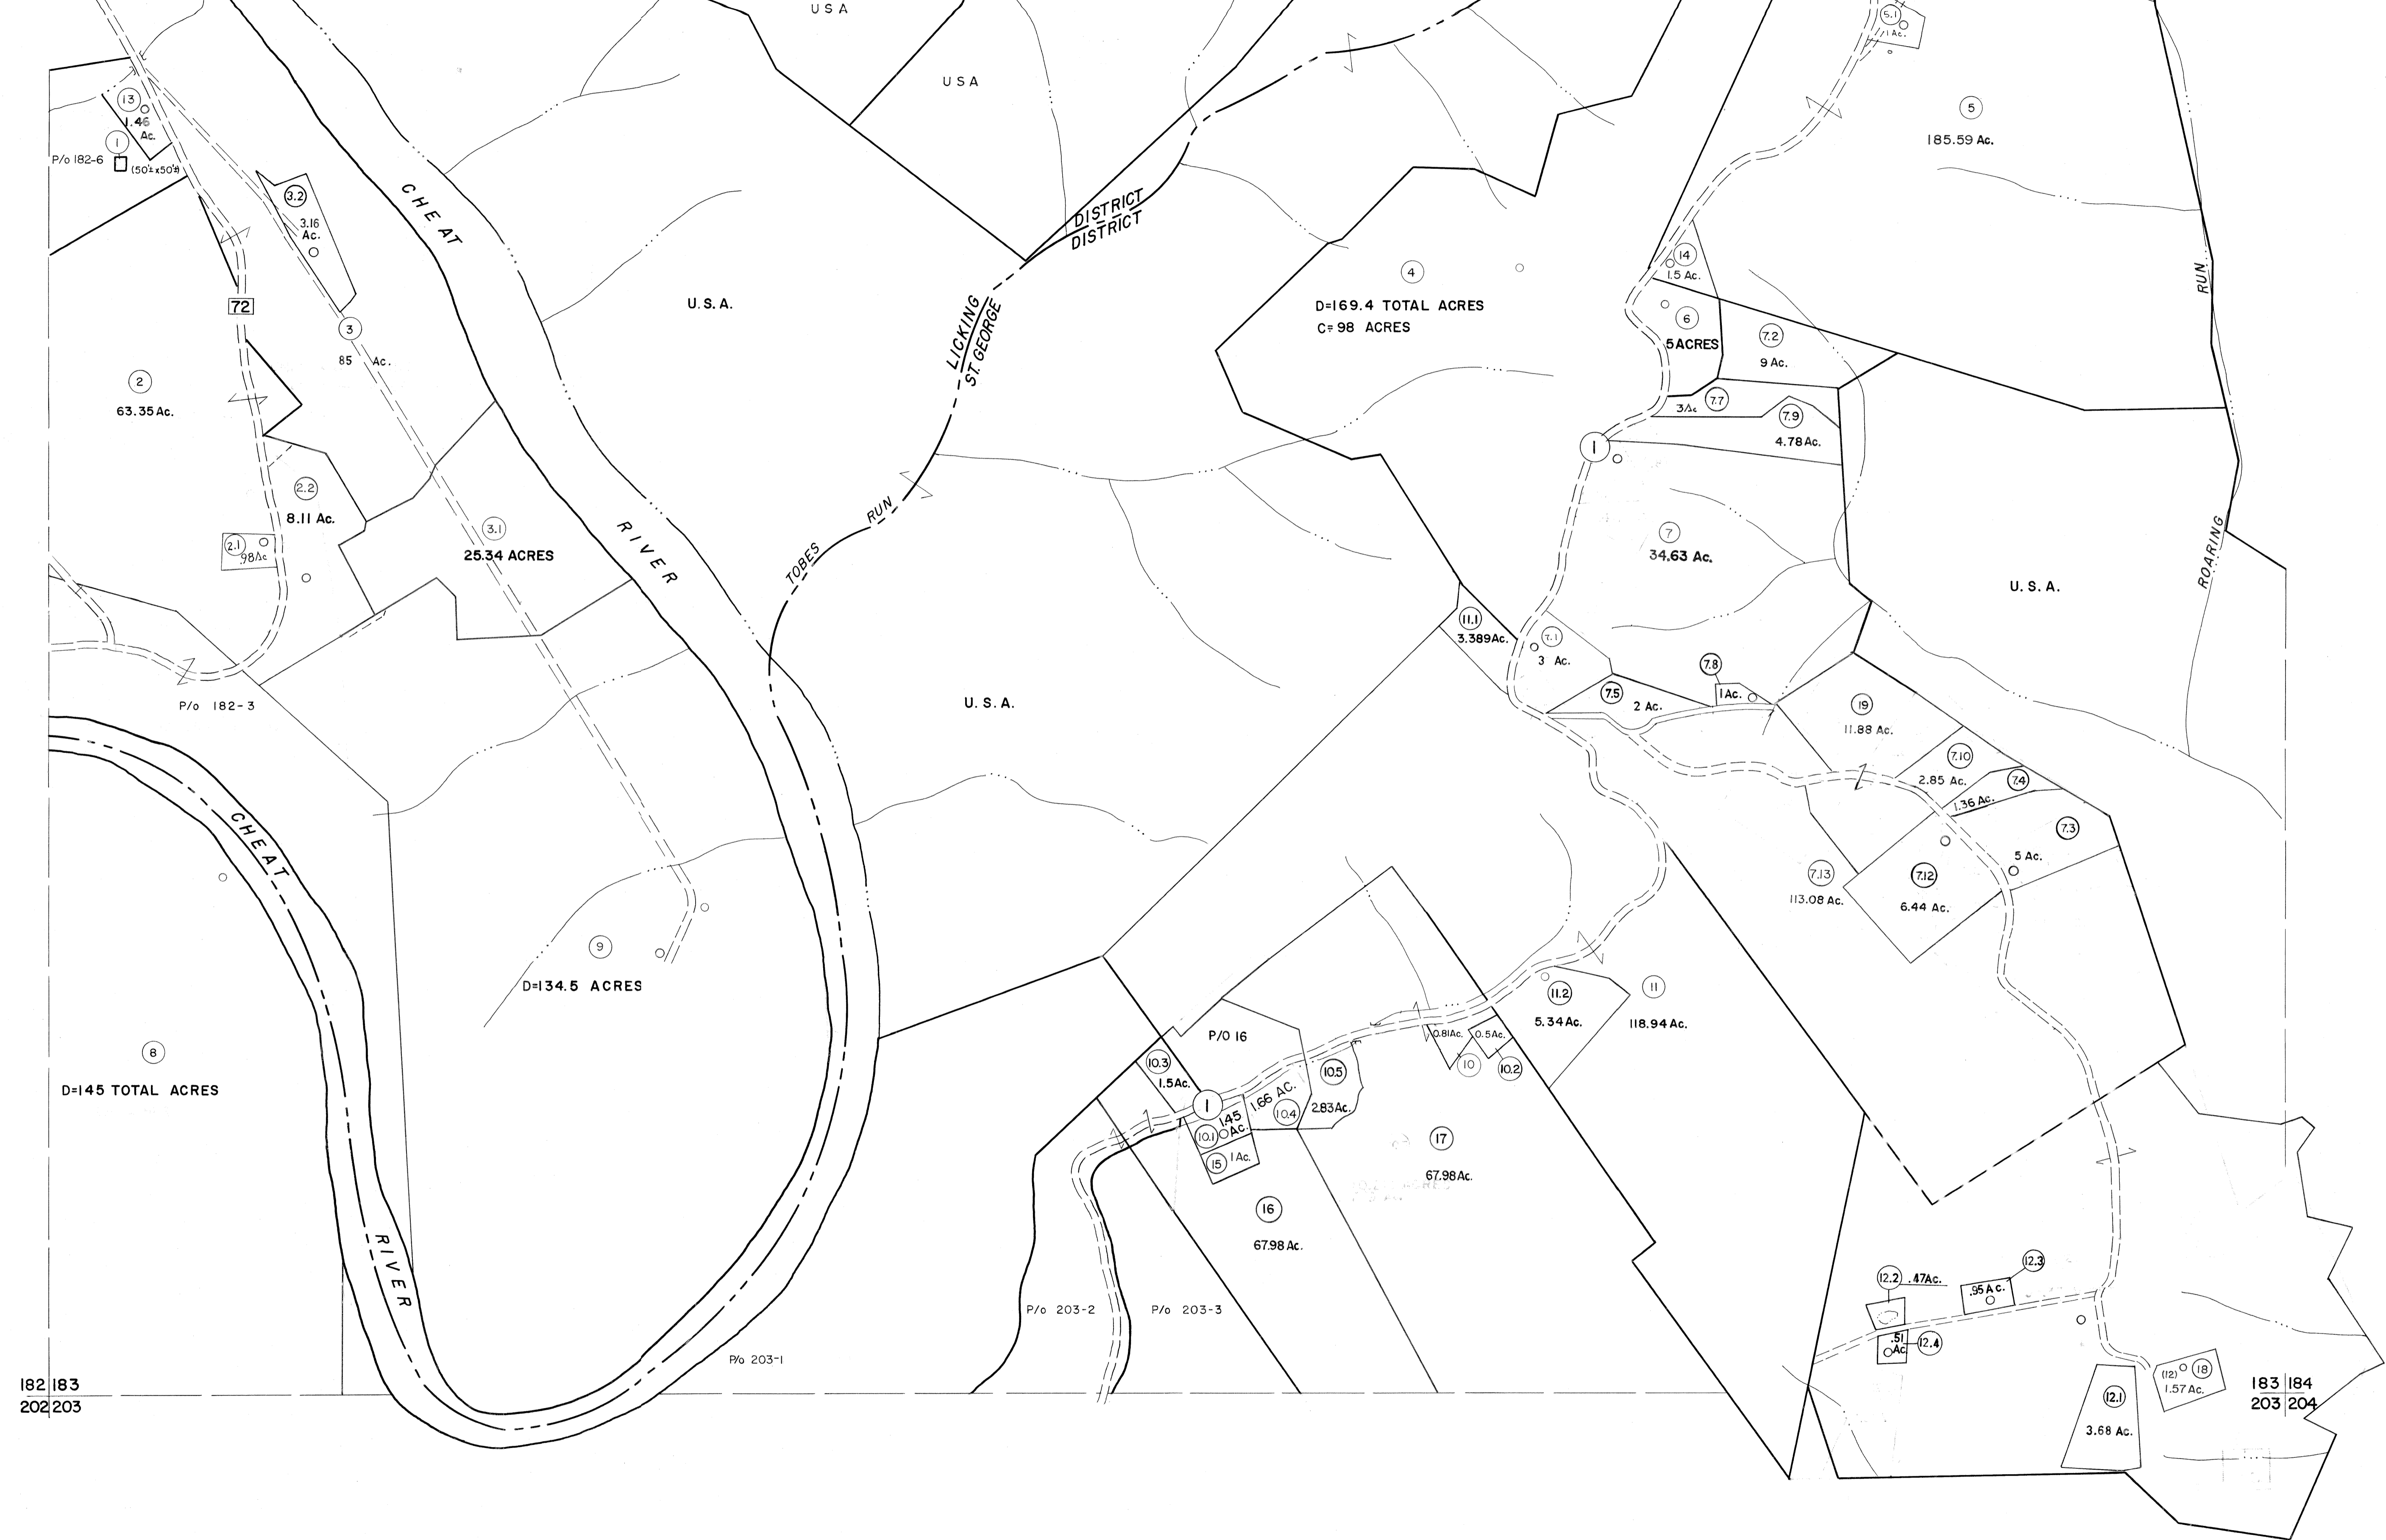 U S A
U S A
5.1
1 Ac.
13
1.46
Ac.
1
P/o 182-6
(50'± x50'±)
5
185.59 Ac.
3.2
3.16
Ac.
CHEAT
DISTRICT
DISTRICT
14
1.5 Ac.
4
D=169.4 TOTAL ACRES
C= 98 ACRES
RUN
72
U. S. A.
LICKING
ST. GEORGE
6
5 ACRES
7.2
9 Ac.
3
85 Ac.
2
63.35 Ac.
7.7
3Ac
7.9
4.78 Ac.
1
2.2
8.11 Ac.
2.1
.98Ac
3.1
25.34 ACRES
RIVER
RUN
TOBES
7
34.63 Ac.
ROARING
U. S. A.
11.1
3.389Ac.
7.1
3 Ac.
7.8
1 Ac.
7.5
2 Ac.
P/o 182-3
U. S. A.
19
11.88 Ac.
7.10
2.85 Ac.
7.4
1.36 Ac.
7.3
5 Ac.
CHEAT
7.13
113.08 Ac.
7.12
6.44 Ac.
9
D=134.5 ACRES
11.2
5.34 Ac.
11
118.94 Ac.
8
D=145 TOTAL ACRES
P/O 16
0.81Ac.
0.5Ac.
10
10.2
10.3
1.5Ac.
1
1.66 AC.
10.4
10.5
2.83Ac.
1.45
Ac.
10.1
15
1 Ac.
17
67.98 Ac.
16
67.98 Ac.
RIVER
12.2
.47Ac.
12.3
.95 Ac.
P/o 203-2
P/o 203-3
.51
Ac
12.4
P/o 203-1
(12)
18
1.57 Ac.
12.1
3.68 Ac.
182 183
202 203
183 184
203 204